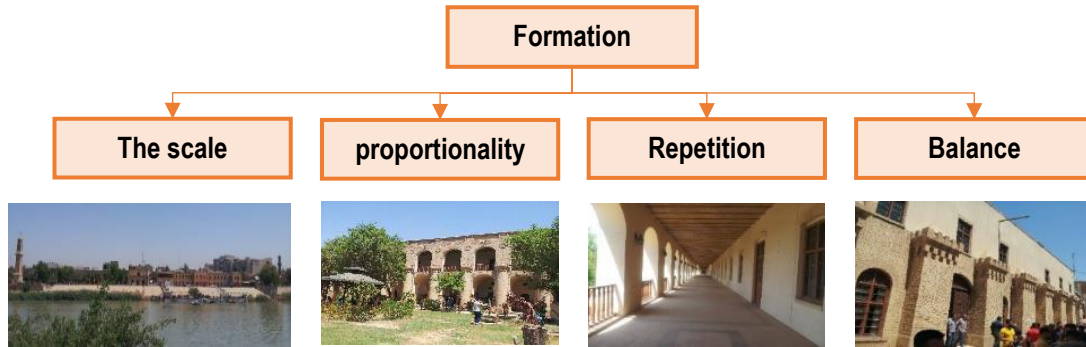 Formation
The scale
proportionality
Repetition
Balance